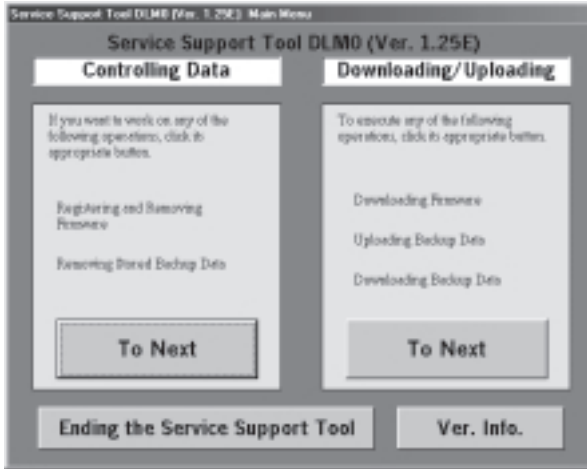 Service Support Tool DLM0 (Ver. 1.25E) Main Menu
Service Support Tool DLM0 (Ver. 1.25E)
Controlling Data
If you want to work on any of the
following operations, click its
appropriate button.
Registering and Removing
Firmware
Removing Stored Backup Data
To Next
Downloading/Uploading
To execute any of the following
operations, click its appropriate button.
Downloading Firmware
Uploading Backup Data
Downloading Backup Data
To Next
Ending the Service Support Tool
Ver. Info.